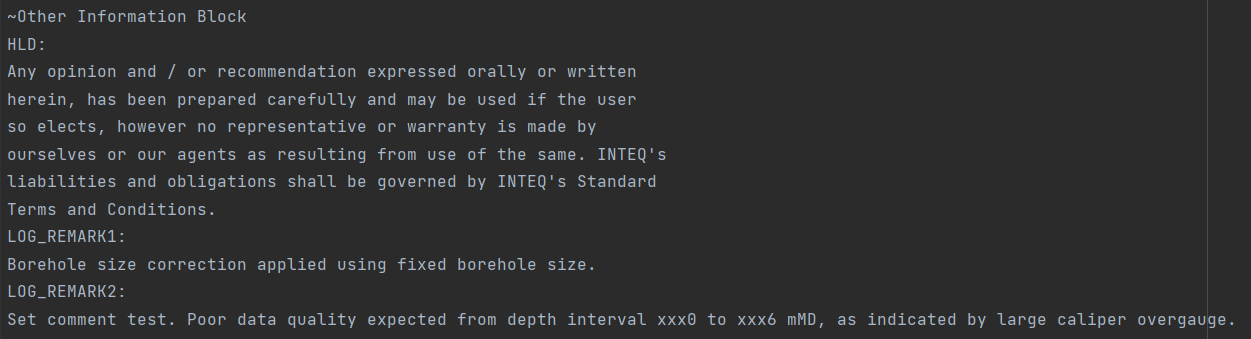 ~Other Information Block
HLD:
Any opinion and / or recommendation expressed orally or written
herein, has been prepared carefully and may be used if the user
so elects, however no representative or warranty is made by
ourselves or our agents as resulting from use of the same. INTEQ's
liabilities and obligations shall be governed by INTEQ's Standard
Terms and Conditions.
LOG_REMARK1:
Borehole size correction applied using fixed borehole size.
LOG_REMARK2:
Set comment test. Poor data quality expected from depth interval xxx0 to xxx6 mMD, as indicated by large caliper overgauge.